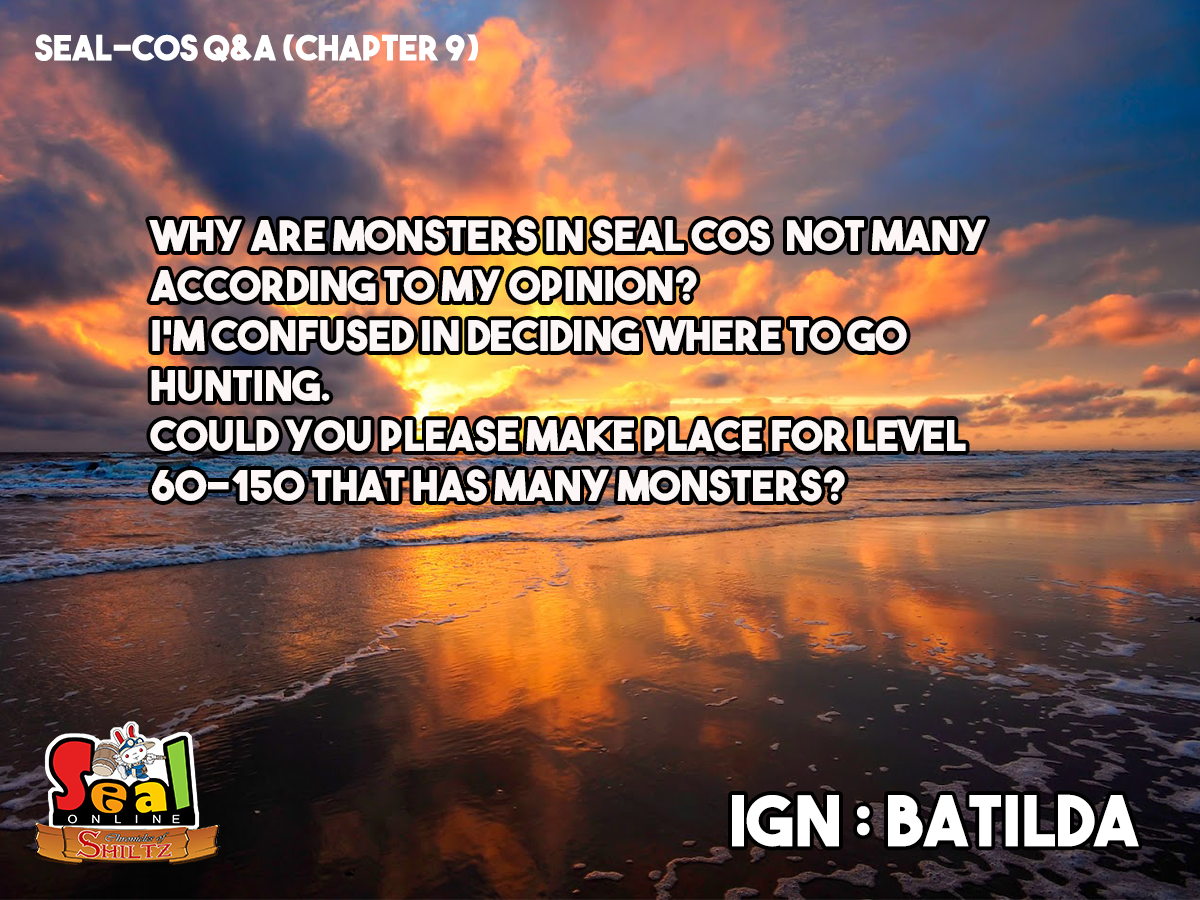 SEAL-COS Q&A (CHAPTER 9)
WHY ARE MONSTERS IN SEAL COS NOT MANY
ACCORDING TO MY OPINION?
I'M CONFUSED IN DECIDING WHERE TO GO
HUNTING.
COULD YOU PLEASE MAKE PLACE FOR LEVEL
60-150 THAT HAS MANY MONSTERS?
Seal
ONLINE
Chronicles of
SHILTZ
IGN : BATILDA